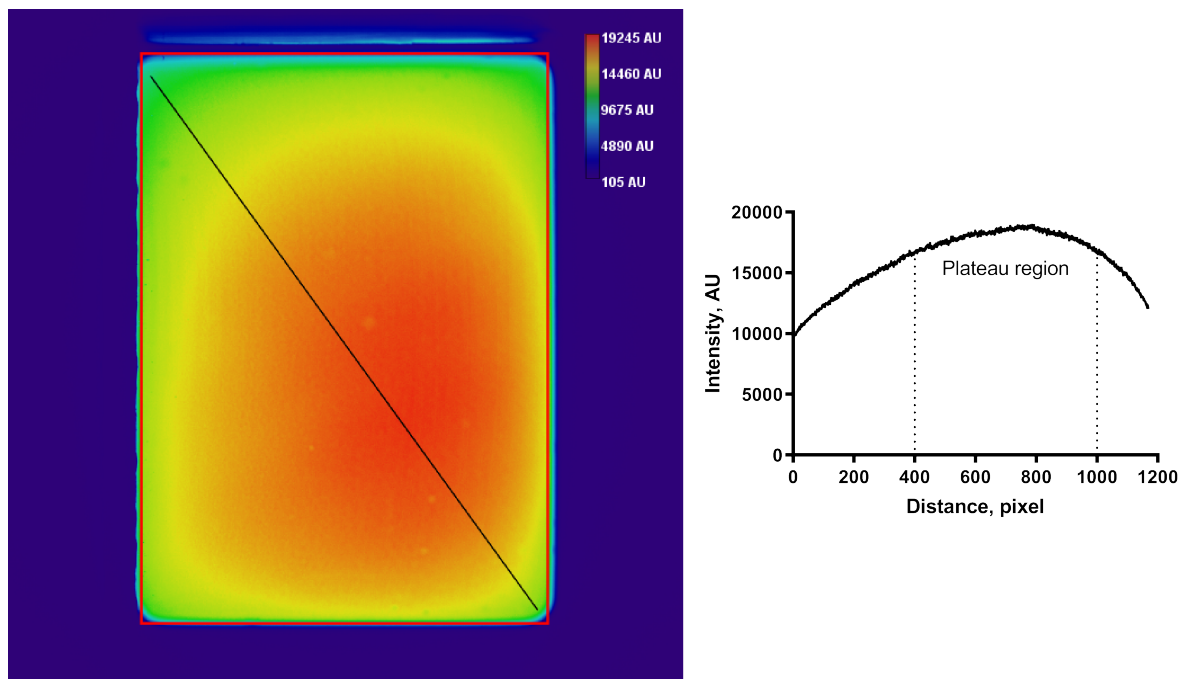 19245 AU
14460 AU
9675 AU
4890 AU
105 AU
20000
15000
10000
5000
0
Intensity, AU
Plateau region
0 200 400 600 800 1000 1200
Distance, pixel